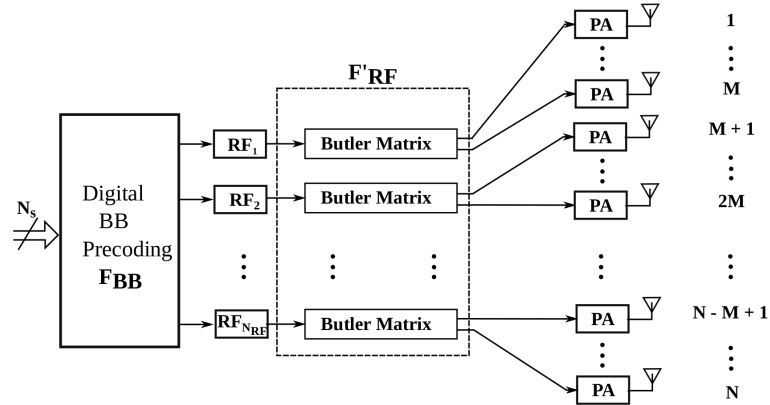 1
PA
F'RF
M
PA
M + 1
PA
RF1
Butler Matrix
Digital
BB
Precoding
FBB
RF2
Butler Matrix
PA
2M
Ns
RFNRF
Butler Matrix
PA
N - M + 1
PA
N